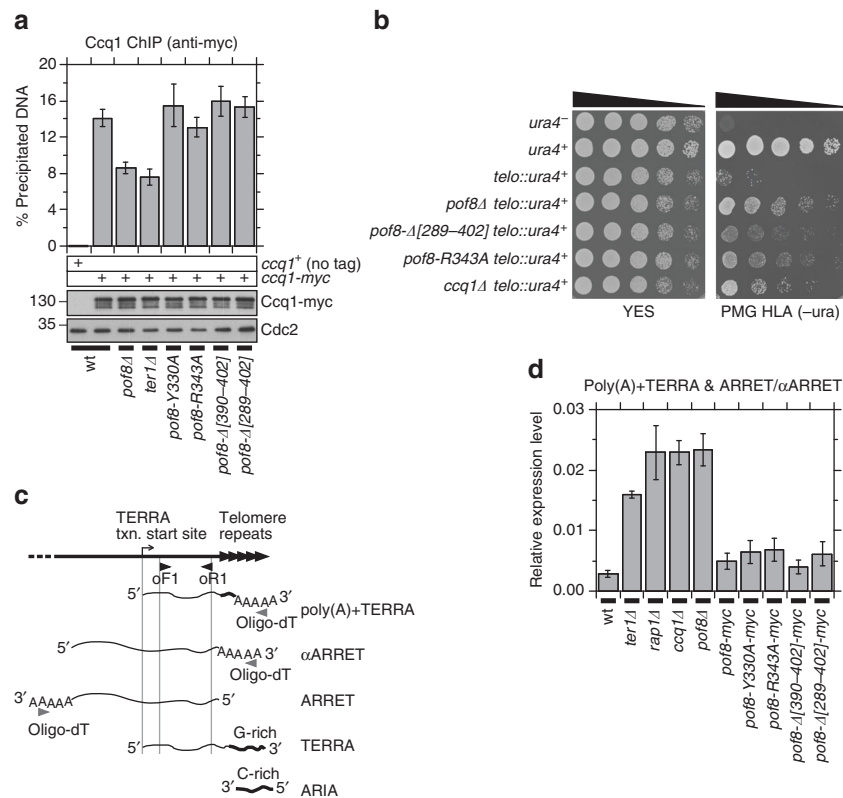 a
Ccq1 ChIP (anti-myc)
% Precipitated DNA
20
16
12
8
4
0
+ ccq1+ (no tag)
+ + + + + + + ccq1-myc
130 Ccq1-myc
35 Cdc2
wt
pof8Δ
ter1Δ
pof8-Y330A
pof8-R343A
pof8-Δ[390–402]
pof8-Δ[289–402]
b
ura4−
ura4+
telo::ura4+
pof8Δ telo::ura4+
pof8-Δ[289–402] telo::ura4+
pof8-R343A telo::ura4+
ccq1Δ telo::ura4+
YES
PMG HLA (–ura)
c
TERRA
txn. start site
Telomere
repeats
oF1
oR1
5′ AAAAA 3′ poly(A)+TERRA
Oligo-dT
5′ AAAAA 3′ αARRET
Oligo-dT
3′ AAAAA 5′ ARRET
Oligo-dT
G-rich
5′ 3′ TERRA
C-rich
3′ 5′ ARIA
d
Poly(A)+TERRA & ARRET/αARRET
Relative expression level
0.03
0.02
0.01
0.00
wt
ter1Δ
rap1Δ
ccq1Δ
pof8Δ
pof8-myc
pof8-Y330A-myc
pof8-R343A-myc
pof8-Δ[390–402]-myc
pof8-Δ[289–402]-myc